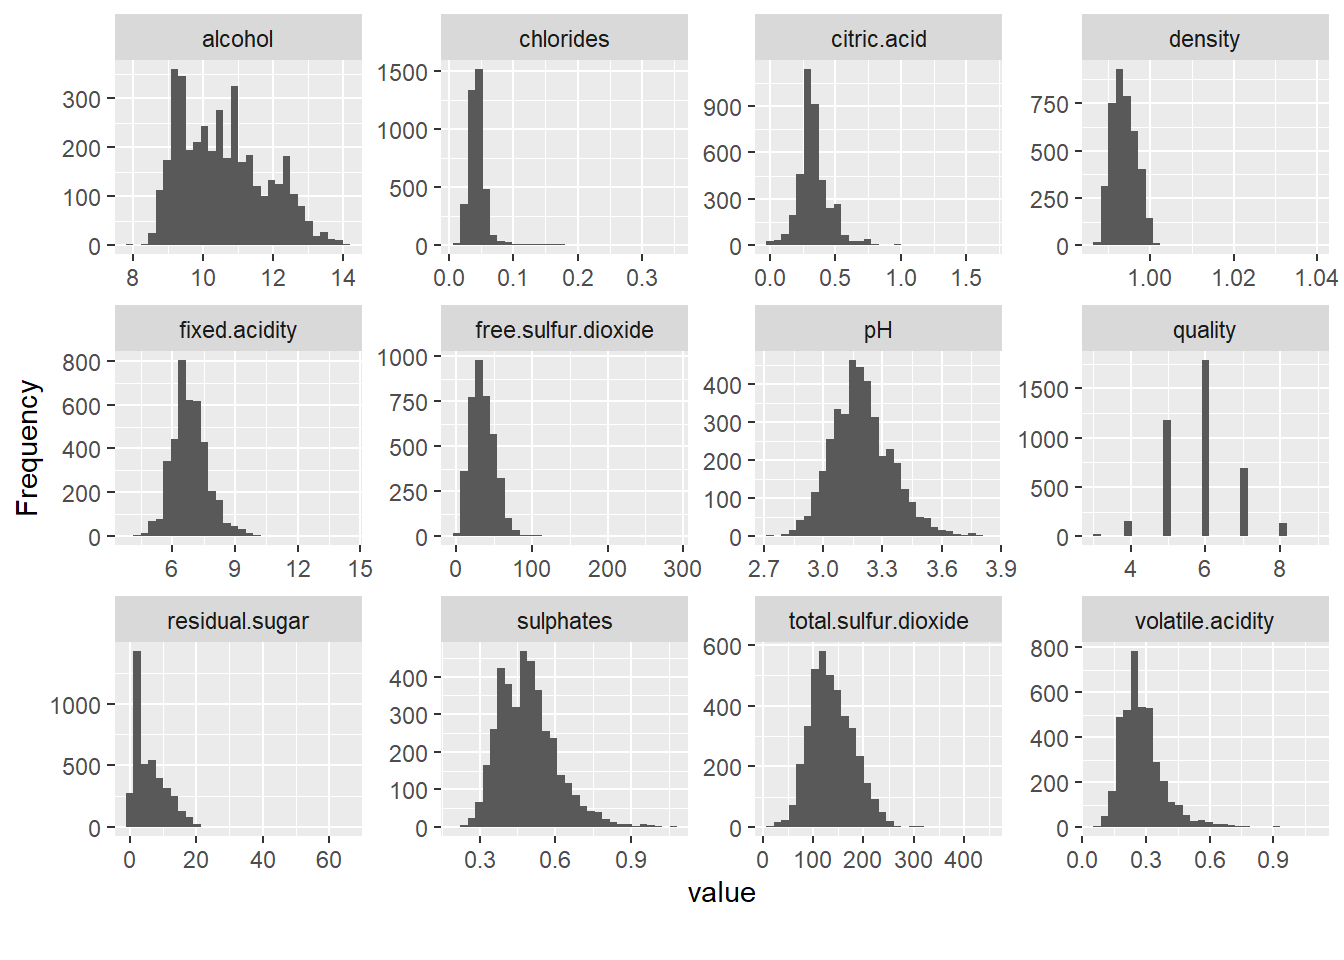 alcohol chlorides citric.acid density
300 1500 900 750
200 1000 600 500
100 500 300 250
0 0 0 0
8 10 12 14 0.0 0.1 0.2 0.3 0.0 0.5 1.0 1.5 1.00 1.02 1.04
fixed.acidity free.sulfur.dioxide pH quality
800 1000 400 1500
600 750 300 1000
400 500 200 500
200 250 100
0 0 0 0
6 9 12 15 0 100 200 300 2.7 3.0 3.3 3.6 3.9 4 6 8
residual.sugar sulphates total.sulfur.dioxide volatile.acidity
1000 400 600 800
500 300 400 600
0 200 200 400
100 0 200
0 0
0 20 40 60 0.3 0.6 0.9 0 100 200 300 400 0.0 0.3 0.6 0.9
Frequency
value